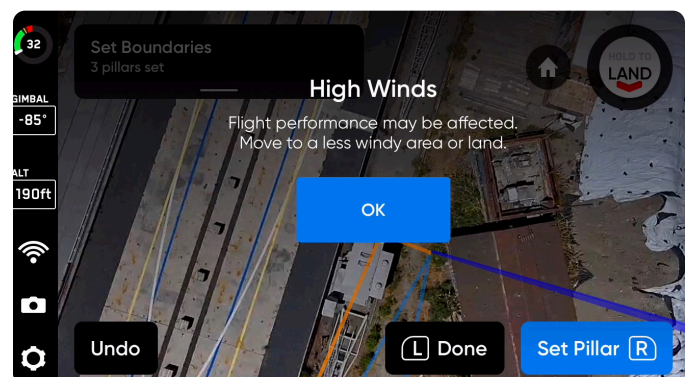 32
GIMBAL
-85°
ALT
190ft
Set Boundaries
3 pillars set
HOLD TO
LAND
High Winds
Flight performance may be affected.
Move to a less windy area or land.
OK
Undo
L Done
Set Pillar R